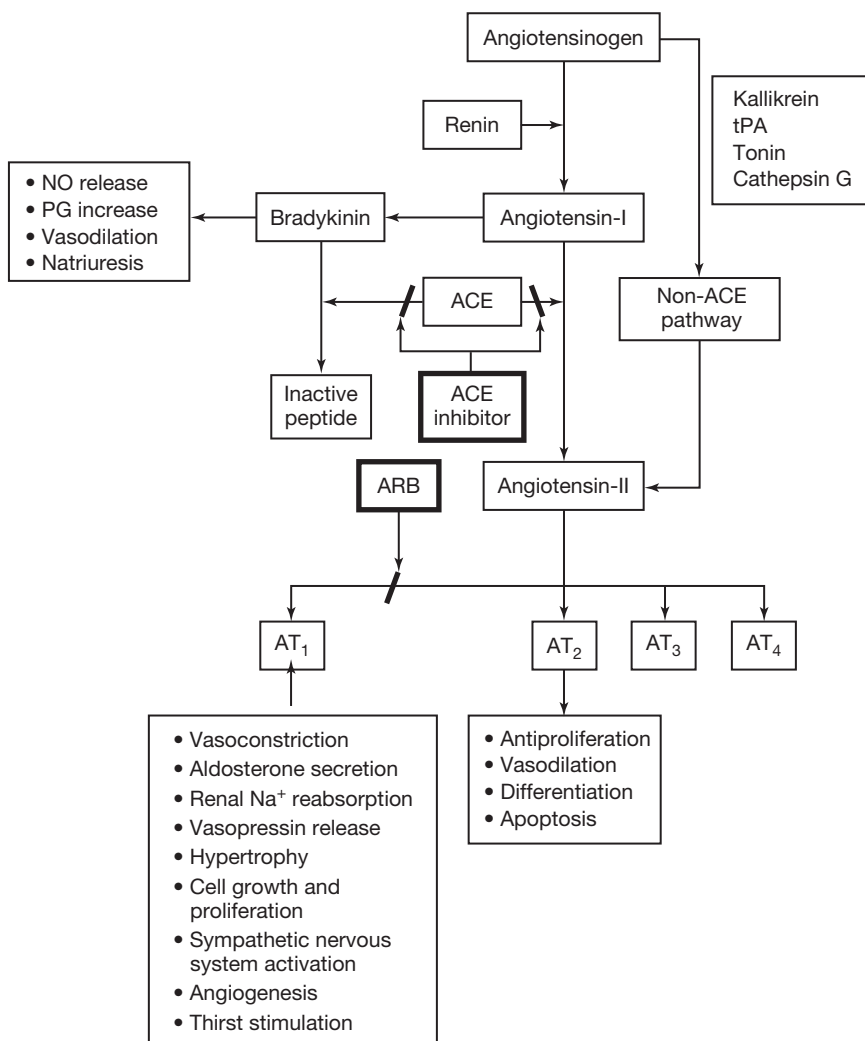 Angiotensinogen
Kallikrein
tPA
Tonin
Cathepsin G
Renin
• NO release
• PG increase
• Vasodilation
• Natriuresis
Bradykinin
Angiotensin-I
ACE
Non-ACE
pathway
Inactive
peptide
ACE
inhibitor
ARB
Angiotensin-II
AT₁
AT₂
AT₃
AT₄
• Vasoconstriction
• Aldosterone secretion
• Renal Na⁺ reabsorption
• Vasopressin release
• Hypertrophy
• Cell growth and
proliferation
• Sympathetic nervous
system activation
• Angiogenesis
• Thirst stimulation
• Antiproliferation
• Vasodilation
• Differentiation
• Apoptosis